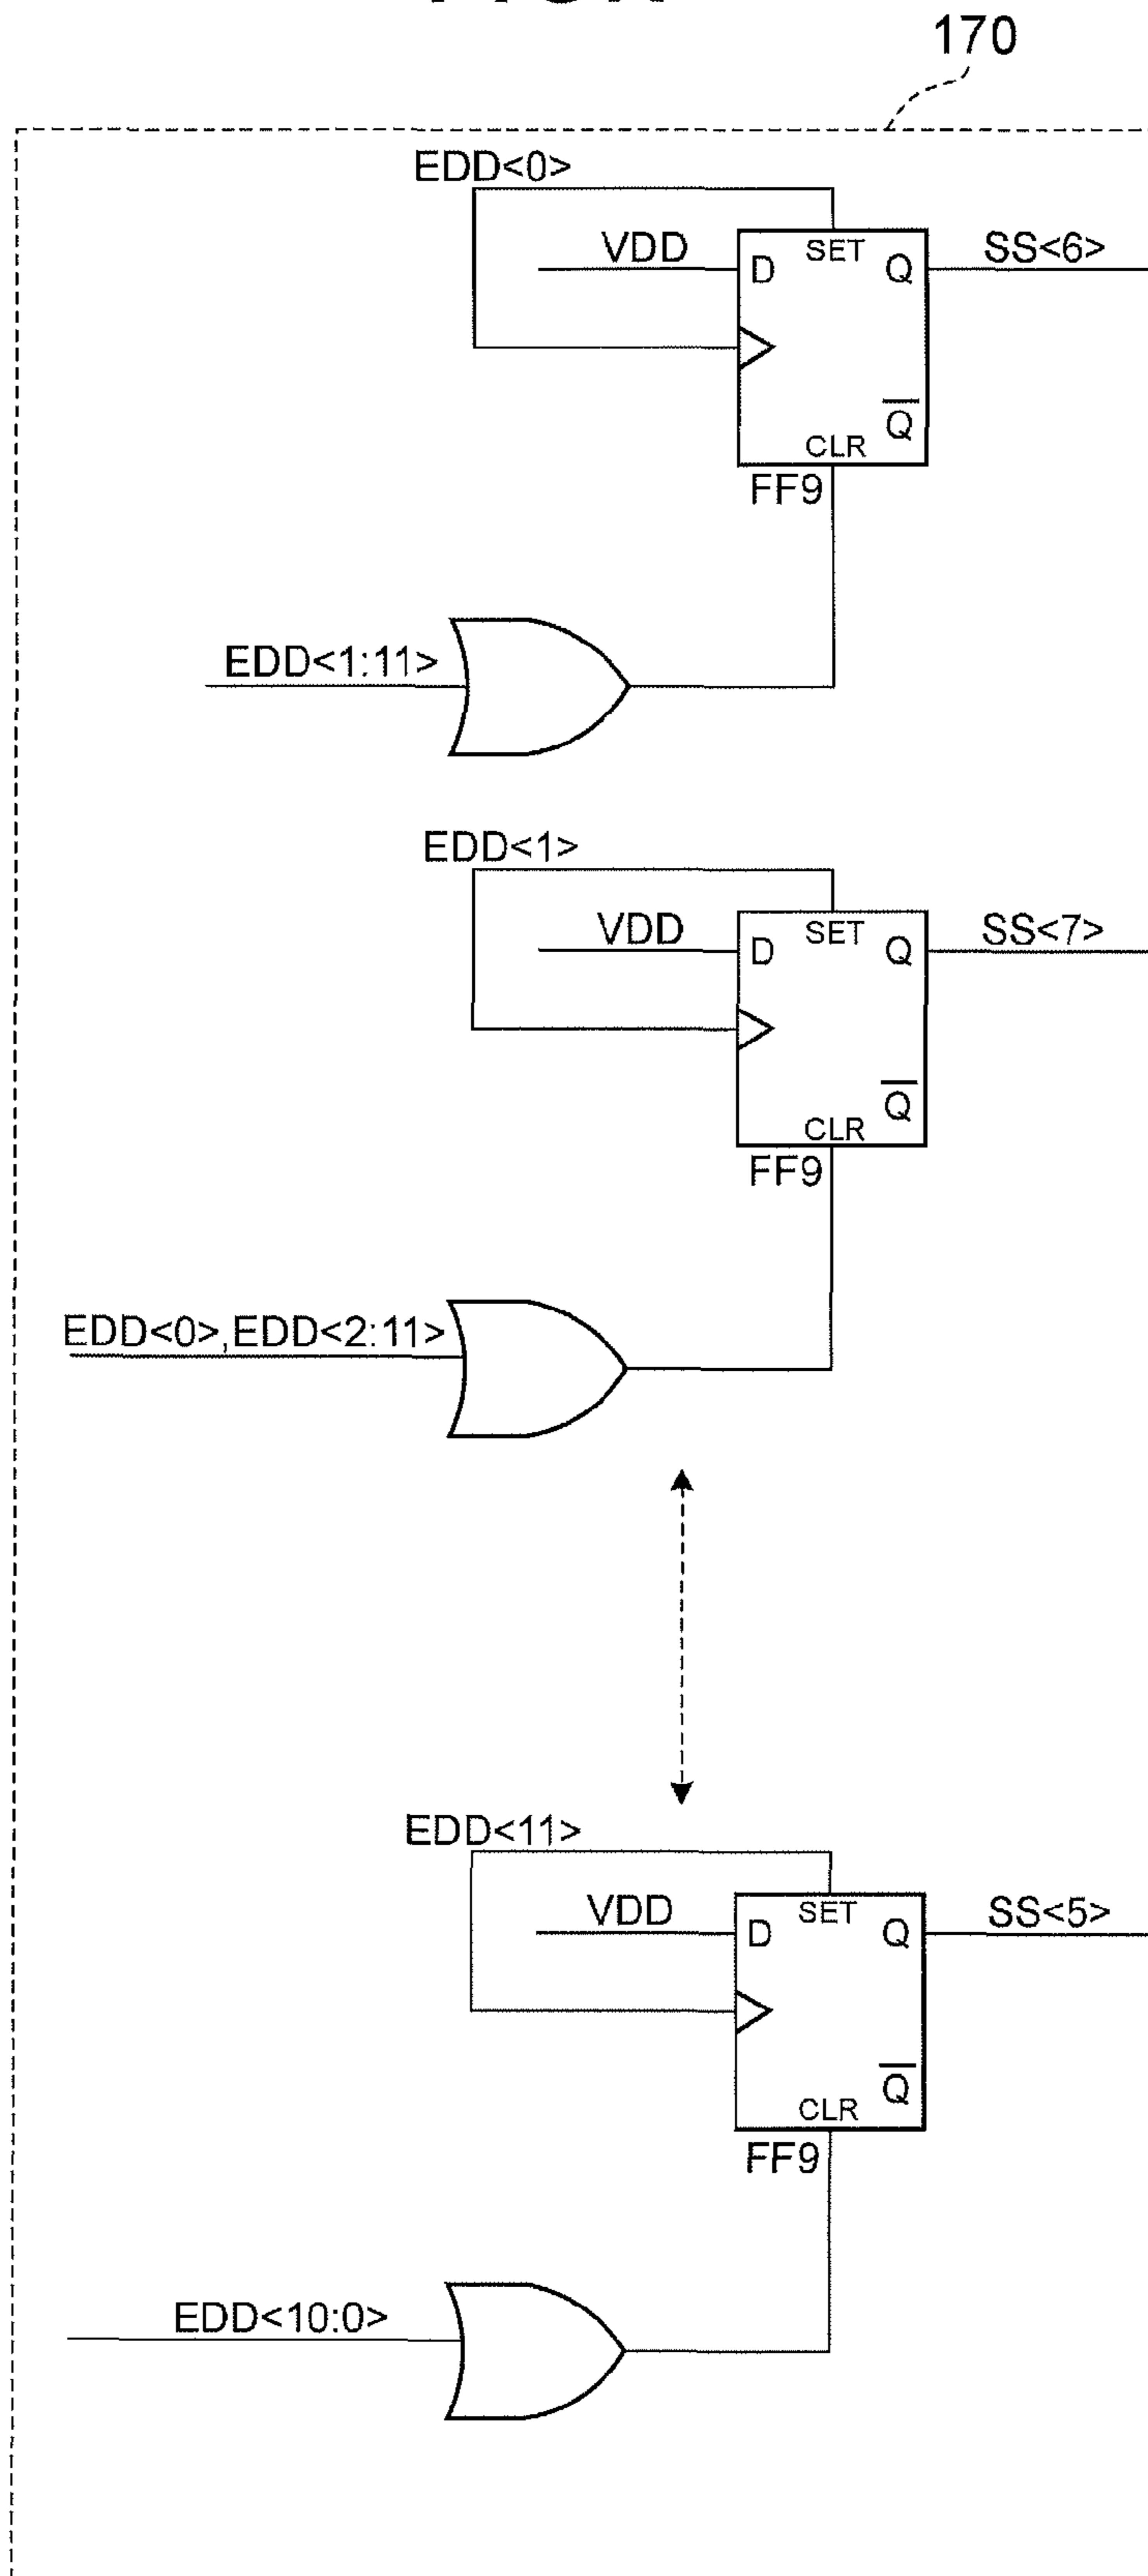 170
EDD<0>
VDD
D
SET
Q
SS<6>
Q
CLR
FF9
EDD<1:11>
EDD<1>
VDD
D
SET
Q
SS<7>
Q
CLR
FF9
EDD<0>,EDD<2:11>
EDD<11>
VDD
D
SET
Q
SS<5>
Q
CLR
FF9
EDD<10:0>